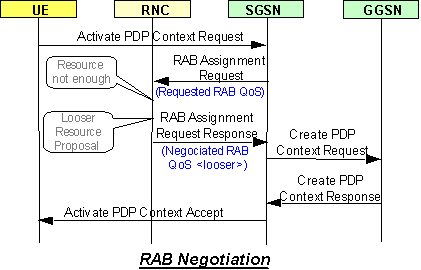 UE
RNC
SGSN
GGSN
Activate PDP Context Request
Resource
not enough
RAB Assignment
Request
(Requested RAB QoS)
Looser
Resource
Proposal
RAB Assignment
Request Response
(Negociated RAB
QoS <looser>)
Create PDP
Context Request
Create PDP
Context Response
Activate PDP Context Accept
RAB Negotiation